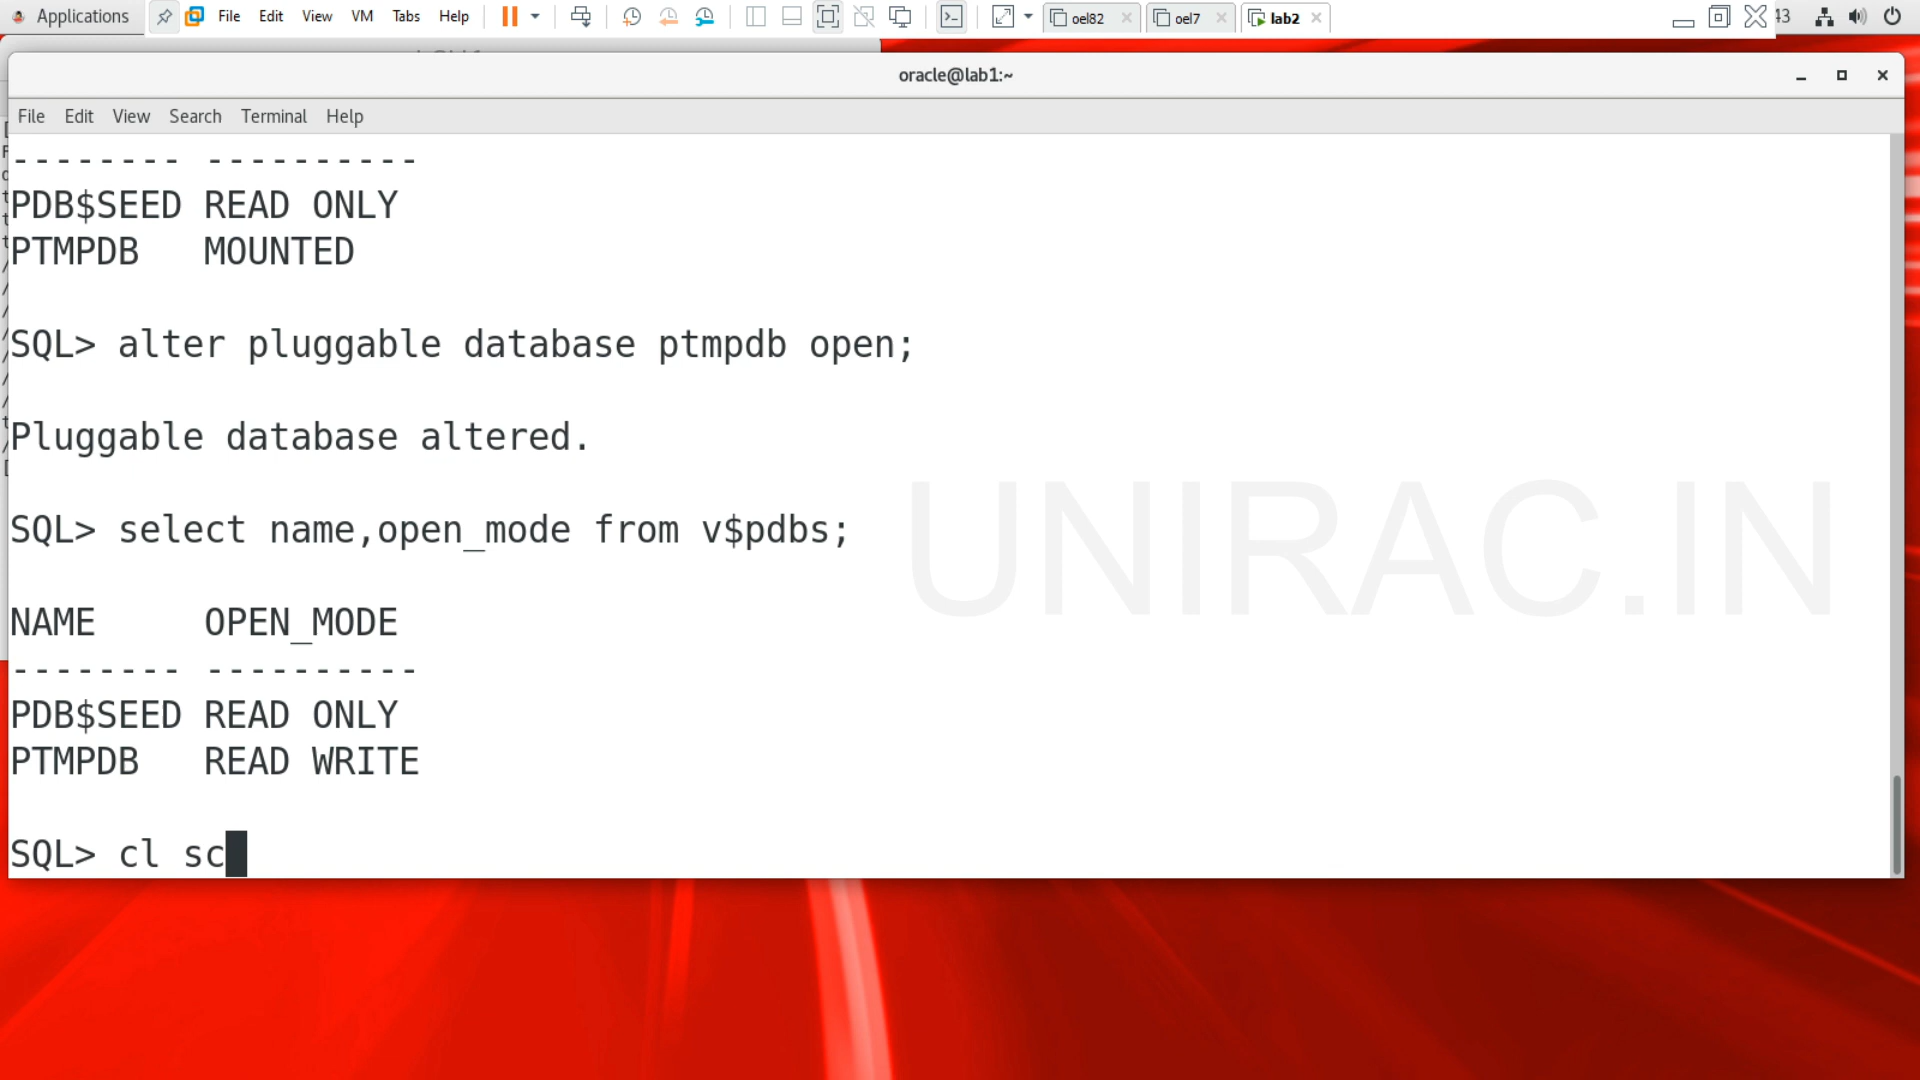 Applications File Edit View VM Tabs Help oel82 oel7 lab2 43
oracle@lab1:~
File Edit View Search Terminal Help
-------- ----------
PDB$SEED READ ONLY
PTMPDB MOUNTED
SQL> alter pluggable database ptmpdb open;
Pluggable database altered.
SQL> select name,open_mode from v$pdbs;
NAME OPEN_MODE
-------- ----------
PDB$SEED READ ONLY
PTMPDB READ WRITE
SQL> cl sc
UNIRAC.IN